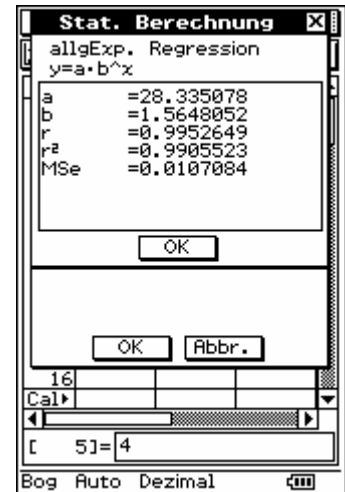 Stat. Berechnung X
allgExp. Regression
y=a·b^x
a =28.335078
b =1.5648052
r =0.9952649
r² =0.9905523
MSe =0.0107084
OK
OK Abbr.
16
Cal▸
[ 5]= 4
Bog Auto Dezimal